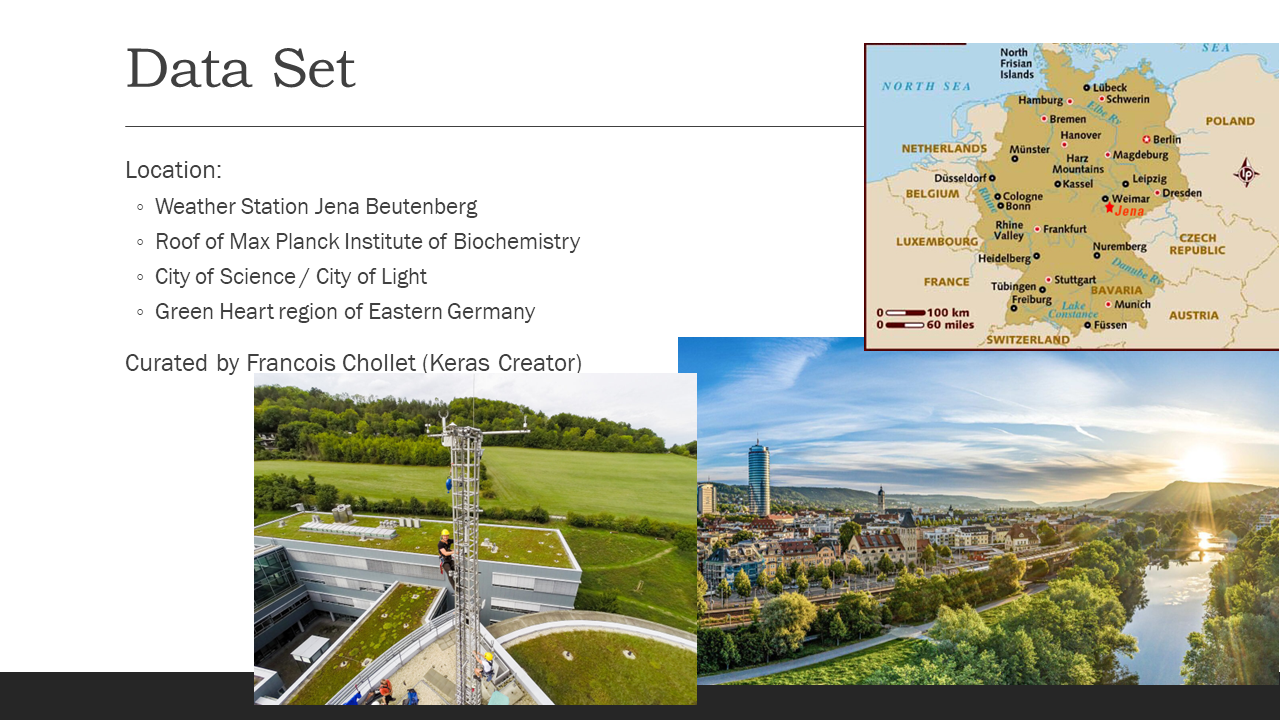 Data Set
Location:
◦ Weather Station Jena Beutenberg
◦ Roof of Max Planck Institute of Biochemistry
◦ City of Science / City of Light
◦ Green Heart region of Eastern Germany
Curated by Francois Chollet (Keras Creator)
SEA
North
Frisian
Islands
NORTH SEA
Lübeck
Hamburg
Schwerin
Elbe Rv
Bremen
POLAND
Hanover
Berlin
NETHERLANDS
Münster
Magdeburg
Harz
Mountains
LP
Düsseldorf
Kassel
Leipzig
BELGIUM
Rhine
Cologne
Bonn
Weimar
Dresden
Jena
Rhine
Valley
Frankfurt
LUXEMBOURG
CZECH
REPUBLIC
Nuremberg
Heidelberg
Danube Rv
FRANCE
Stuttgart
Tübingen
BAVARIA
Freiburg
Munich
Lake
Constance
AUSTRIA
0 100 km
0 60 miles
Füssen
SWITZERLAND